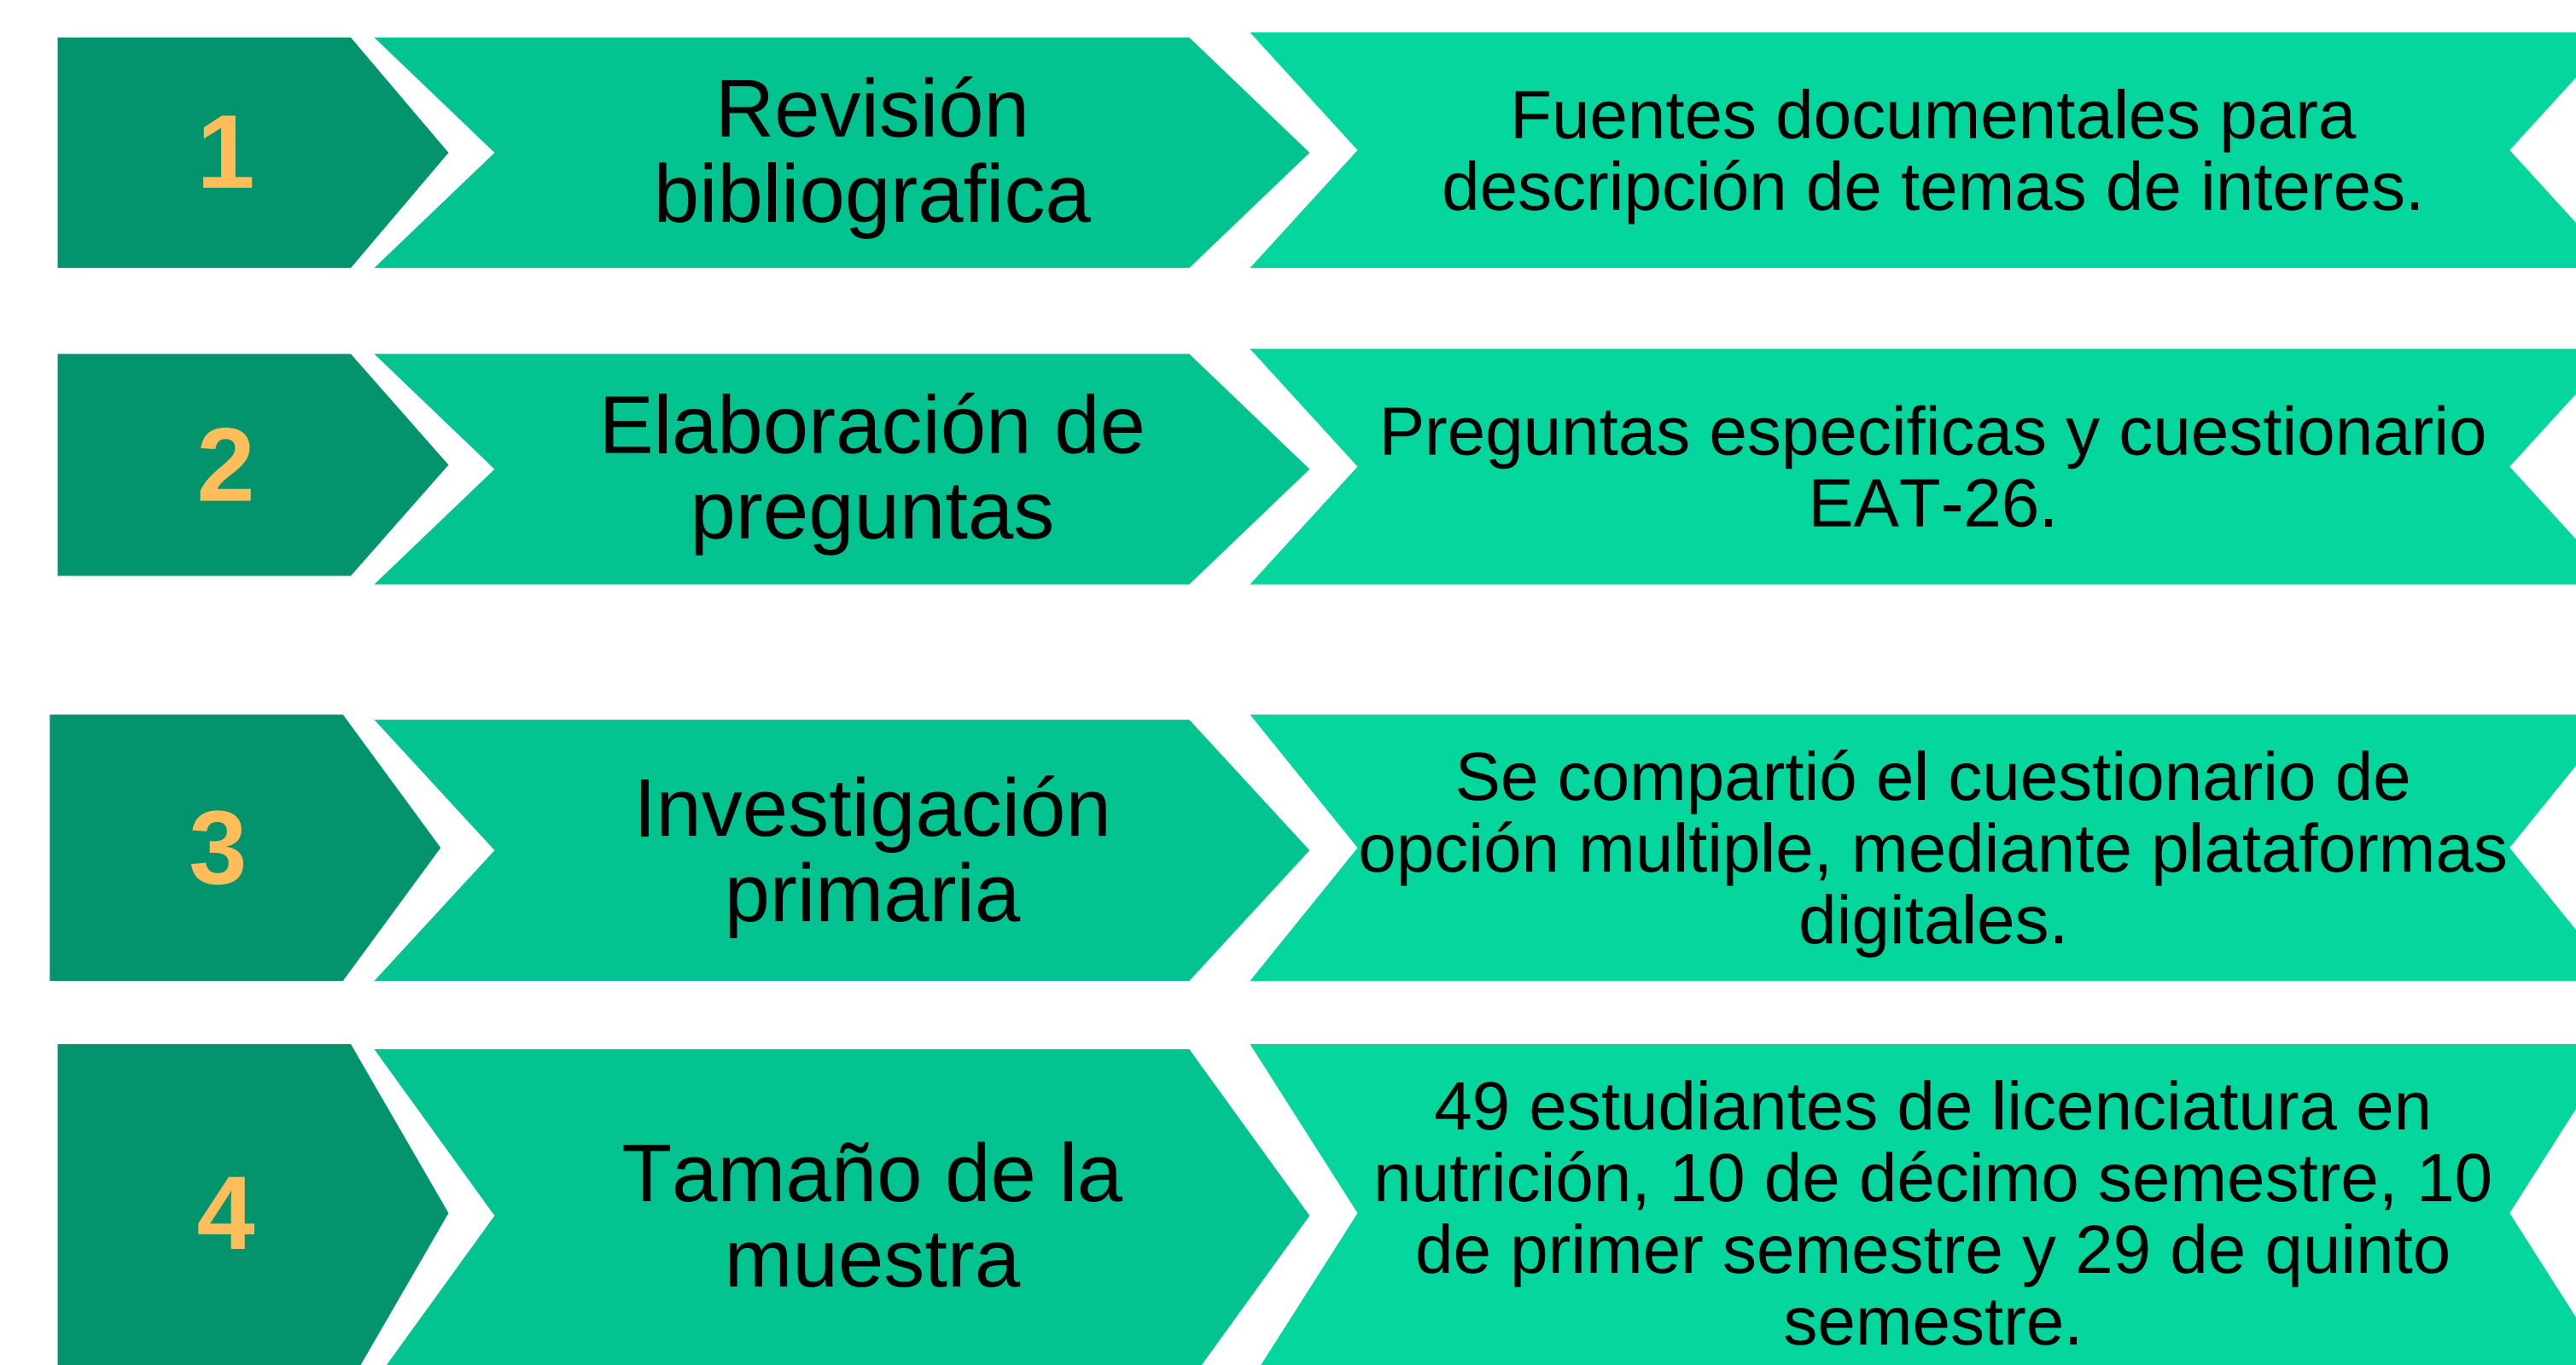 1
Revisión
bibliografica
Fuentes documentales para
descripción de temas de interes.
2
Elaboración de
preguntas
Preguntas especificas y cuestionario
EAT-26.
3
Investigación
primaria
Se compartió el cuestionario de
opción multiple, mediante plataformas
digitales.
4
Tamaño de la
muestra
49 estudiantes de licenciatura en
nutrición, 10 de décimo semestre, 10
de primer semestre y 29 de quinto
semestre.